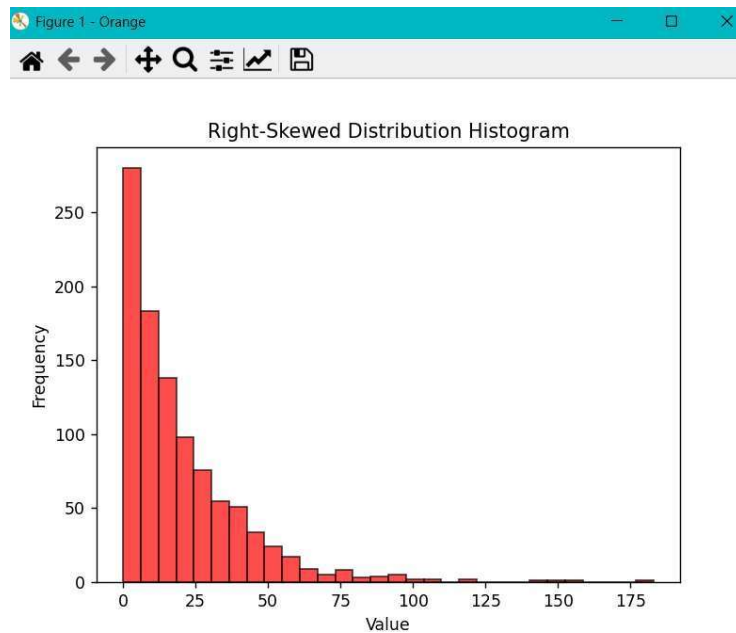 Figure 1 - Orange
Right-Skewed Distribution Histogram
250
200
150
100
50
0
Frequency
0 25 50 75 100 125 150 175
Value